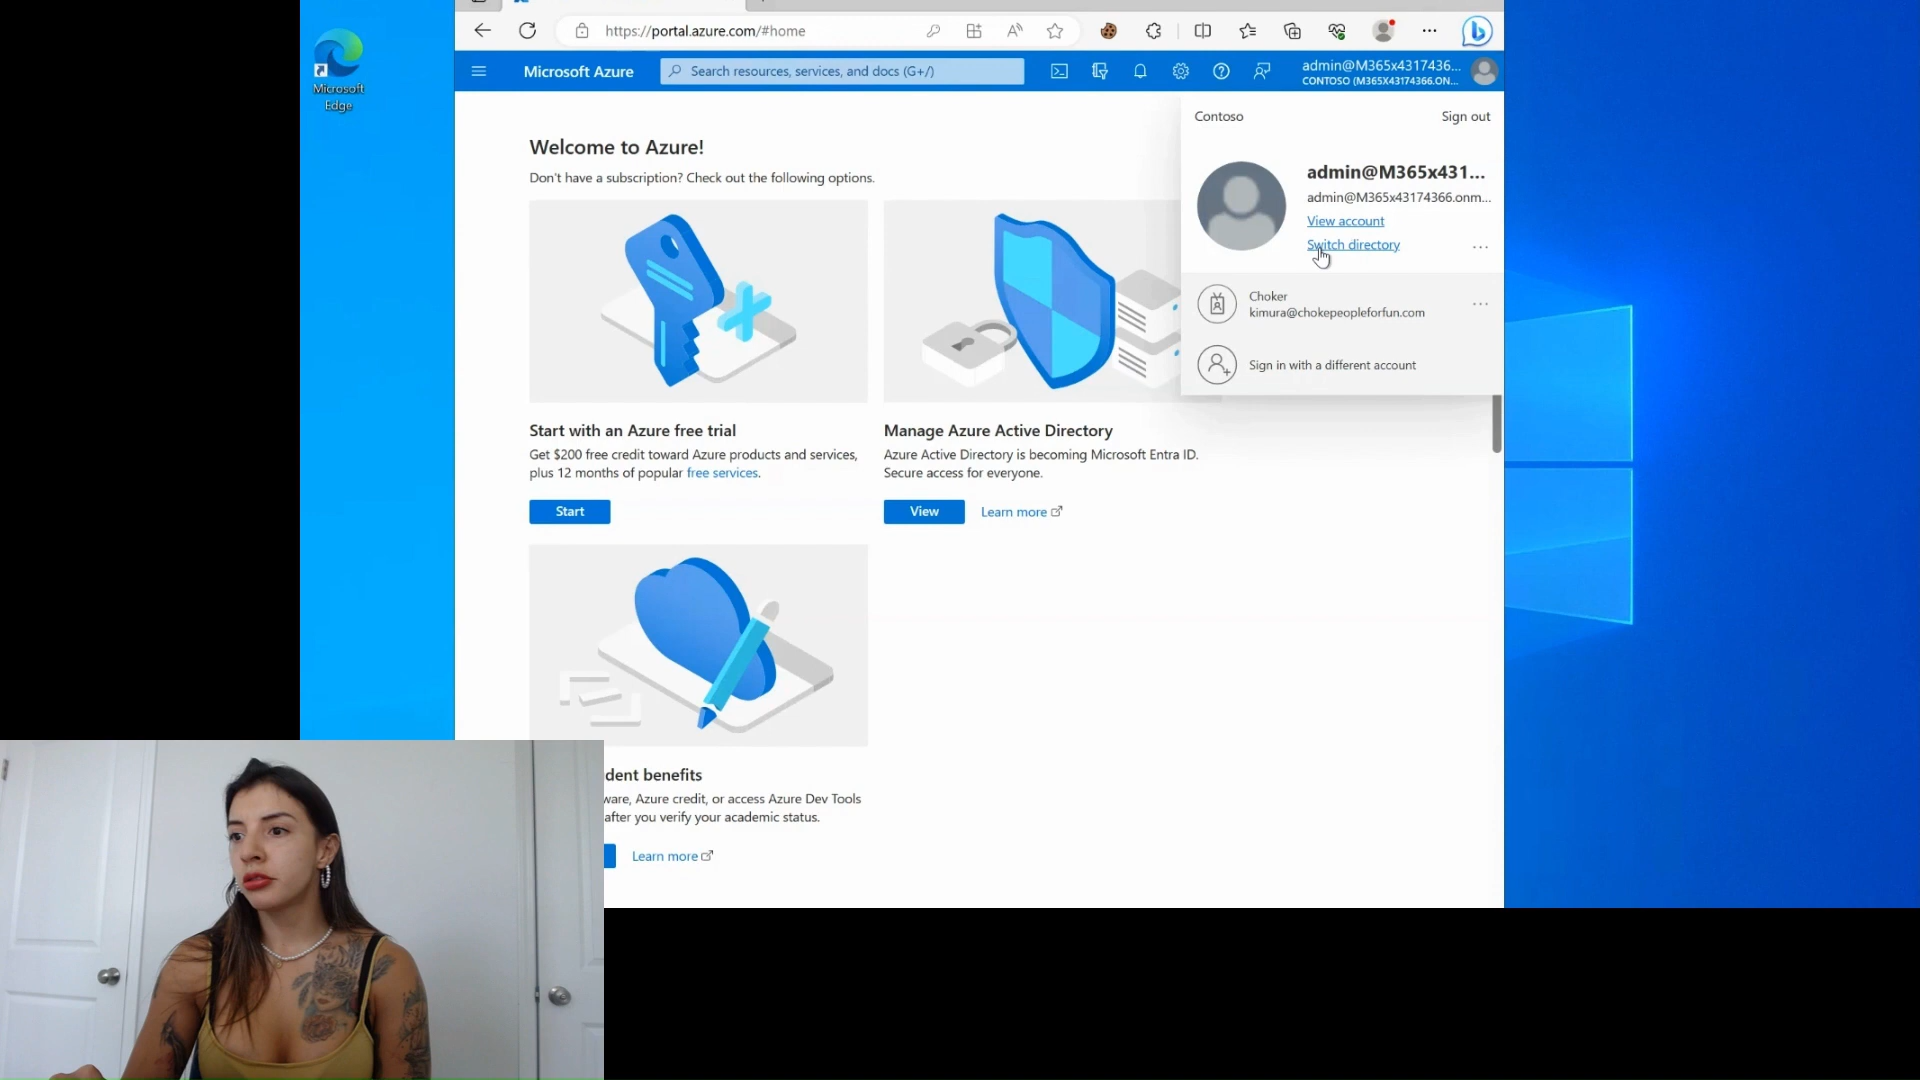 Microsoft
Edge
https://portal.azure.com/#home
Microsoft Azure
Search resources, services, and docs (G+/)
admin@M365x4317436...
CONTOSO (M365X43174366.ON...
Contoso
Sign out
admin@M365x431...
admin@M365x43174366.onm...
View account
Switch directory
...
Choker
kimura@chokepeopleforfun.com
...
Sign in with a different account
Welcome to Azure!
Don't have a subscription? Check out the following options.
Start with an Azure free trial
Get $200 free credit toward Azure products and services,
plus 12 months of popular free services.
Start
Manage Azure Active Directory
Azure Active Directory is becoming Microsoft Entra ID.
Secure access for everyone.
View
Learn more
dent benefits
ware, Azure credit, or access Azure Dev Tools
after you verify your academic status.
Learn more